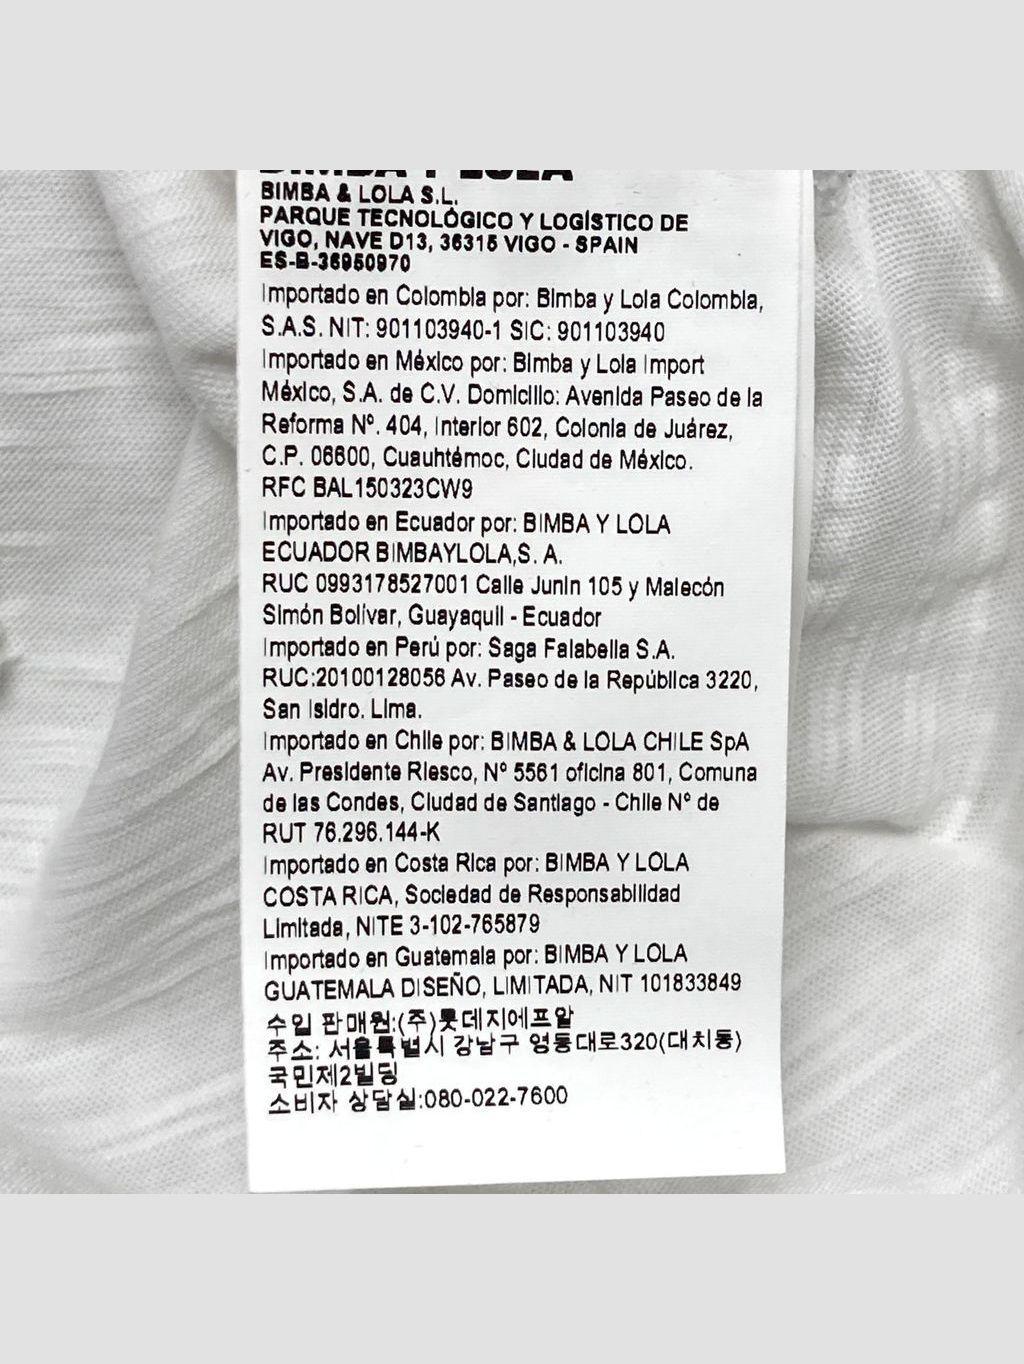 BIMBA Y LOLA
BIMBA & LOLA S.L.
PARQUE TECNOLÓGICO Y LOGÍSTICO DE
VIGO, NAVE D13, 36315 VIGO - SPAIN
ES-B-36950970
Importado en Colombia por: Bimba y Lola Colombia,
S.A.S. NIT: 901103940-1 SIC: 901103940
Importado en México por: Bimba y Lola Import
México, S.A. de C.V. Domicilio: Avenida Paseo de la
Reforma Nº. 404, Interior 602, Colonia de Juárez,
C.P. 06600, Cuauhtémoc, Ciudad de México.
RFC BAL150323CW9
Importado en Ecuador por: BIMBA Y LOLA
ECUADOR BIMBAYLOLA,S. A.
RUC 0993178527001 Calle Junin 105 y Malecón
Simón Bolívar, Guayaquil - Ecuador
Importado en Perú por: Saga Falabella S.A.
RUC:20100128056 Av. Paseo de la República 3220,
San Isidro. Lima.
Importado en Chile por: BIMBA & LOLA CHILE SpA
Av. Presidente Riesco, Nº 5561 oficina 801, Comuna
de las Condes, Ciudad de Santiago - Chile Nº de
RUT 76.296.144-K
Importado en Costa Rica por: BIMBA Y LOLA
COSTA RICA, Sociedad de Responsabilidad
Limitada, NITE 3-102-765879
Importado en Guatemala por: BIMBA Y LOLA
GUATEMALA DISEÑO, LIMITADA, NIT 101833849
수입 판매원:(주)롯데지에프알
주소: 서울특별시 강남구 영동대로320(대치동)
국민제2빌딩
소비자 상담실:080-022-7600